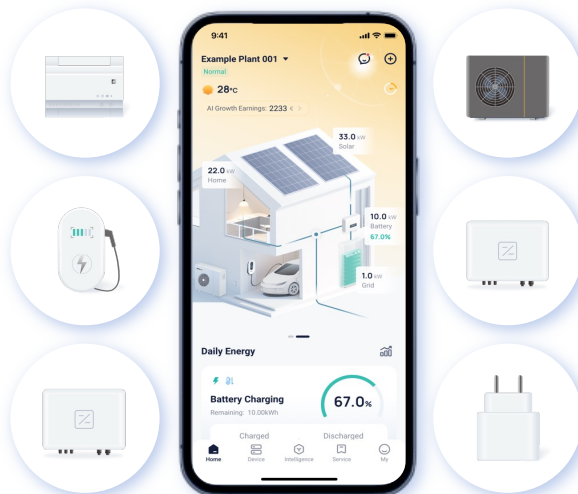 9:41
Example Plant 001
Normal
28°C
AI Growth Earnings: 2233 €
33.0 kW
Solar
22.0 kW
Home
10.0 kW
Battery
67.0%
1.0 kW
Grid
Daily Energy
Battery Charging
Remaining: 10.00kWh
67.0%
Charged Discharged
Home Device Intelligence Service My